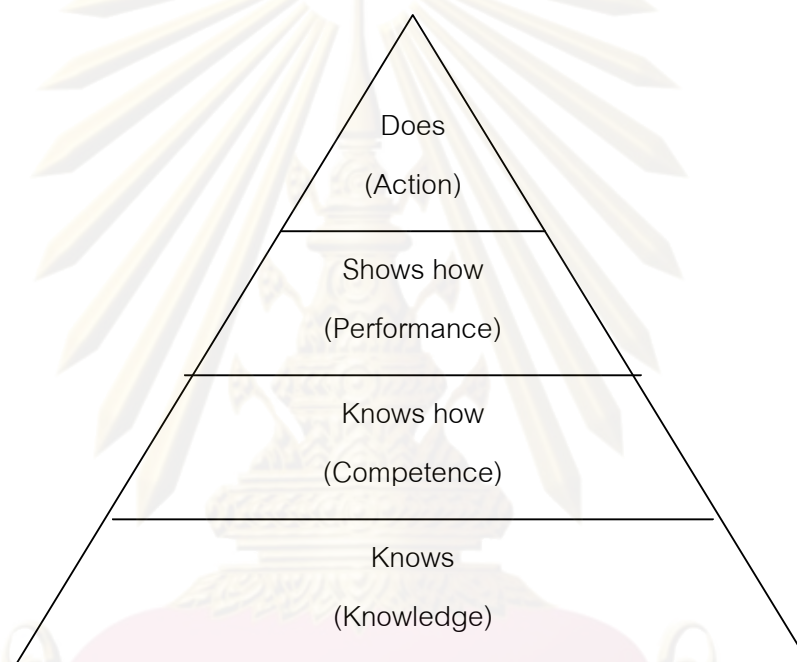 Does
(Action)
Shows how
(Performance)
Knows how
(Competence)
Knows
(Knowledge)